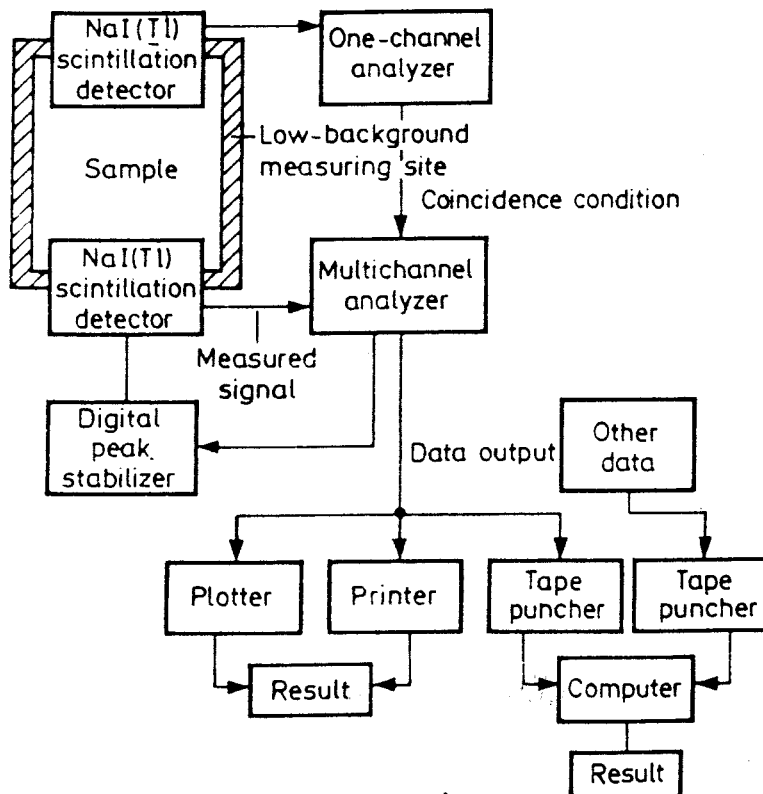 NaI(Tl)
scintillation
detector
One-channel
analyzer
Low-background
measuring site
Sample
Coincidence condition
NaI(Tl)
scintillation
detector
Multichannel
analyzer
Measured
signal
Digital
peak
stabilizer
Data output
Other
data
Plotter
Printer
Tape
puncher
Tape
puncher
Result
Computer
Result